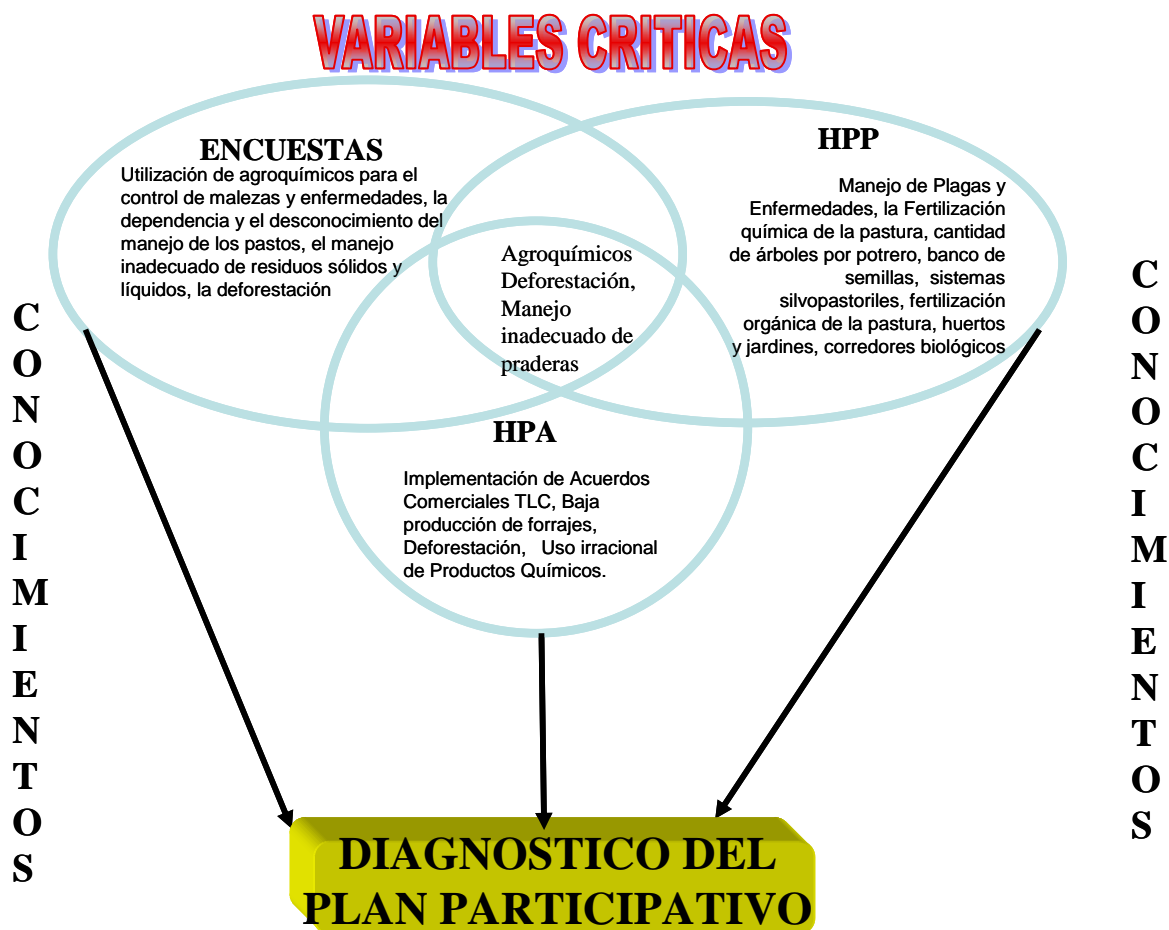 VARIABLES CRITICAS
ENCUESTAS
Utilización de agroquímicos para el
control de malezas y enfermedades, la
dependencia y el desconocimiento del
manejo de los pastos, el manejo
inadecuado de residuos sólidos y
líquidos, la deforestación
HPP
Manejo de Plagas y
Enfermedades, la Fertilización
química de la pastura, cantidad
de árboles por potrero, banco de
semillas, sistemas
silvopastoriles, fertilización
orgánica de la pastura, huertos
y jardines, corredores biológicos
Agroquímicos
Deforestación,
Manejo
inadecuado de
praderas
HPA
Implementación de Acuerdos
Comerciales TLC, Baja
producción de forrajes,
Deforestación, Uso irracional
de Productos Químicos.
CONOCIMIENTOS
CONOCIMIENTOS
DIAGNOSTICO DEL
PLAN PARTICIPATIVO